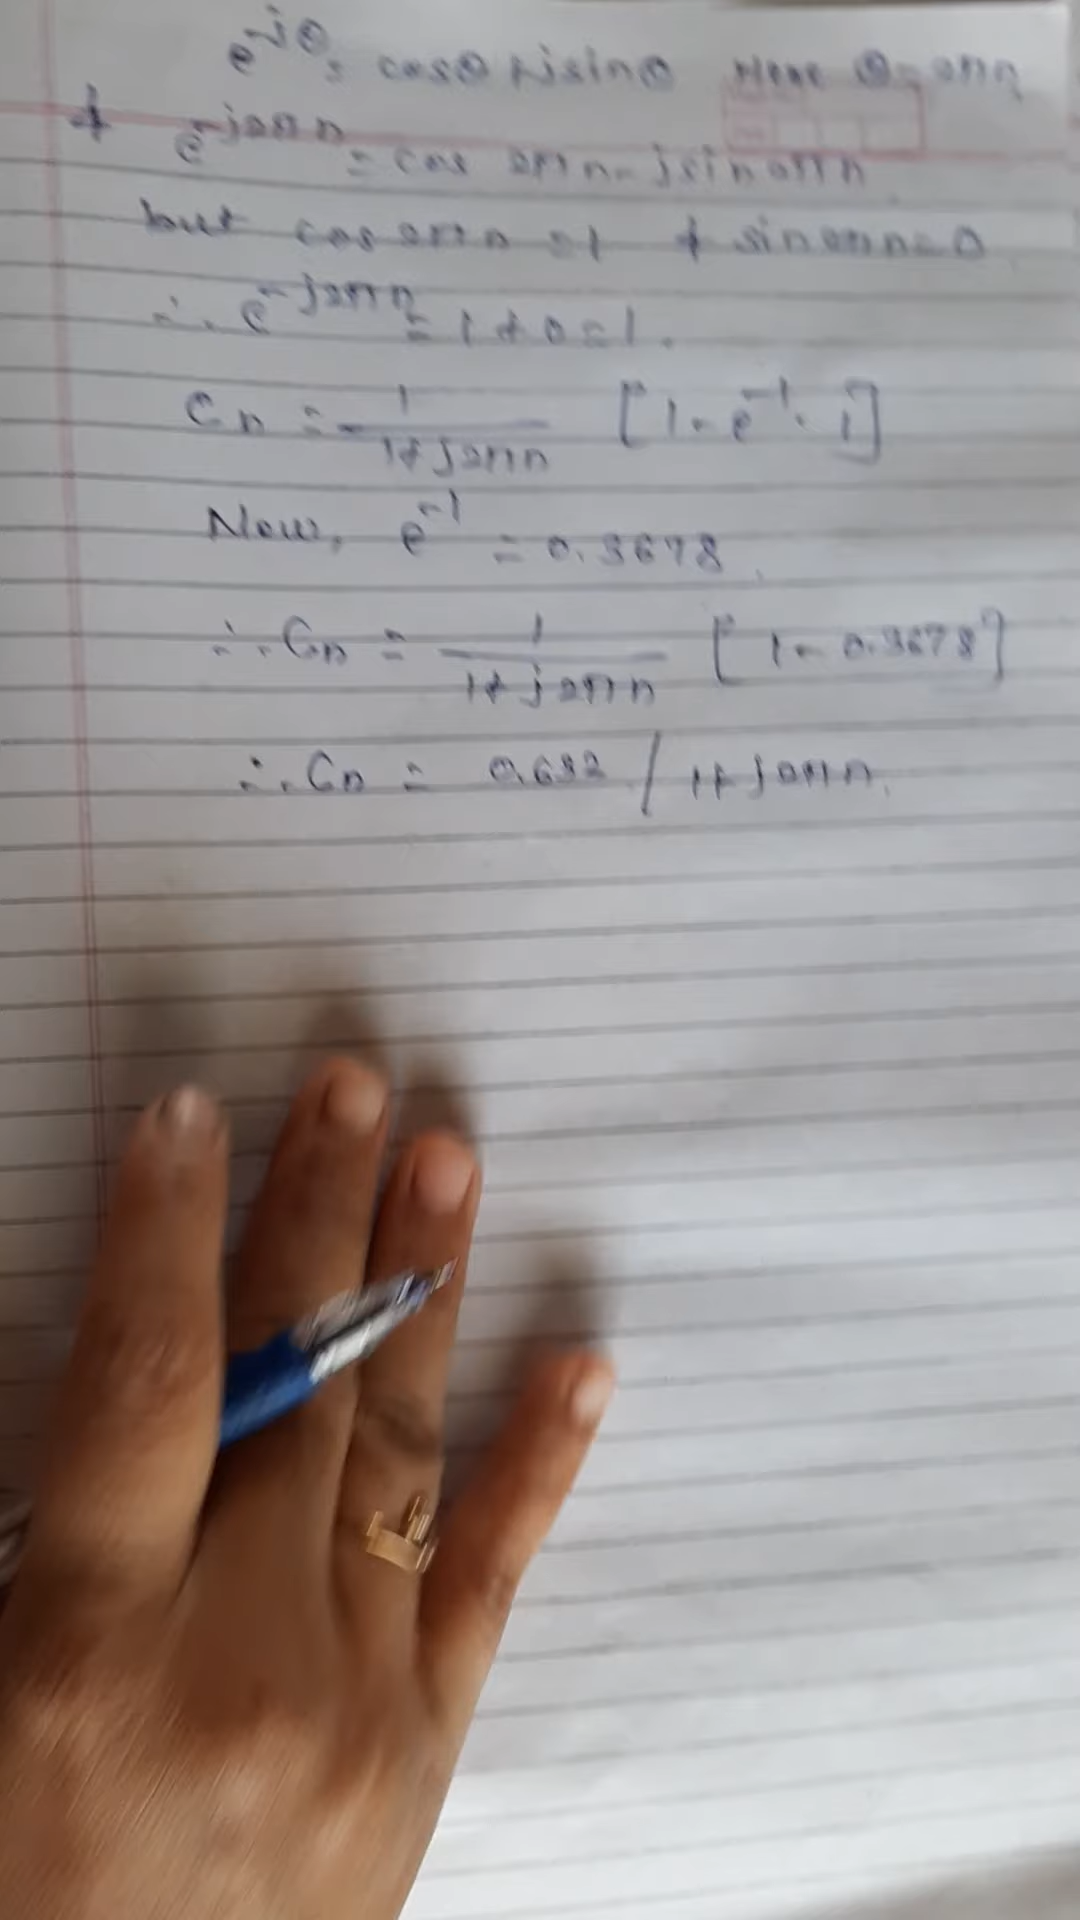 e^-jθ = cosθ + jsinθ Here θ = 2πn
& e^-j2πn = cos 2πn - jsin 2πn
but cos 2πn = 1 & sin 2πn = 0
∴ e^-j2πn = 1 + 0 = 1.
Cn = 1/(1+j2πn) [1 - e^-1 . 1]
Now, e^-1 = 0.3678
∴ Cn = 1/(1+j2πn) [1 - 0.3678]
∴ Cn = 0.632 / 1+j2πn.